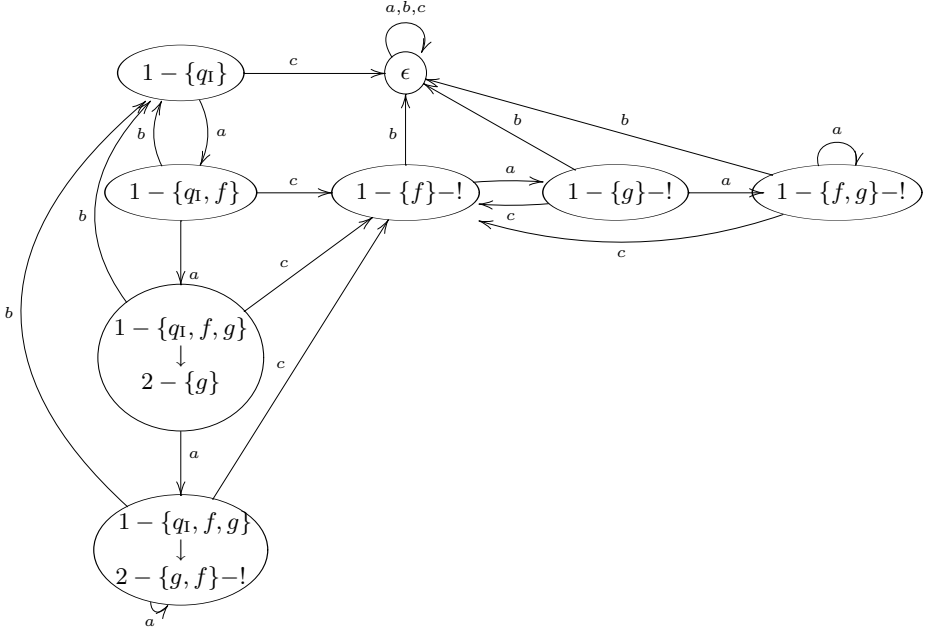 a,b,c
1 − {q_I}
c
ϵ
b
a
b
b
b
a
1 − {q_I, f}
c
1 − {f}−!
a
1 − {g}−!
a
1 − {f, g}−!
c
c
b
a
c
1 − {q_I, f, g}
↓
2 − {g}
b
c
a
1 − {q_I, f, g}
↓
2 − {g, f}−!
a